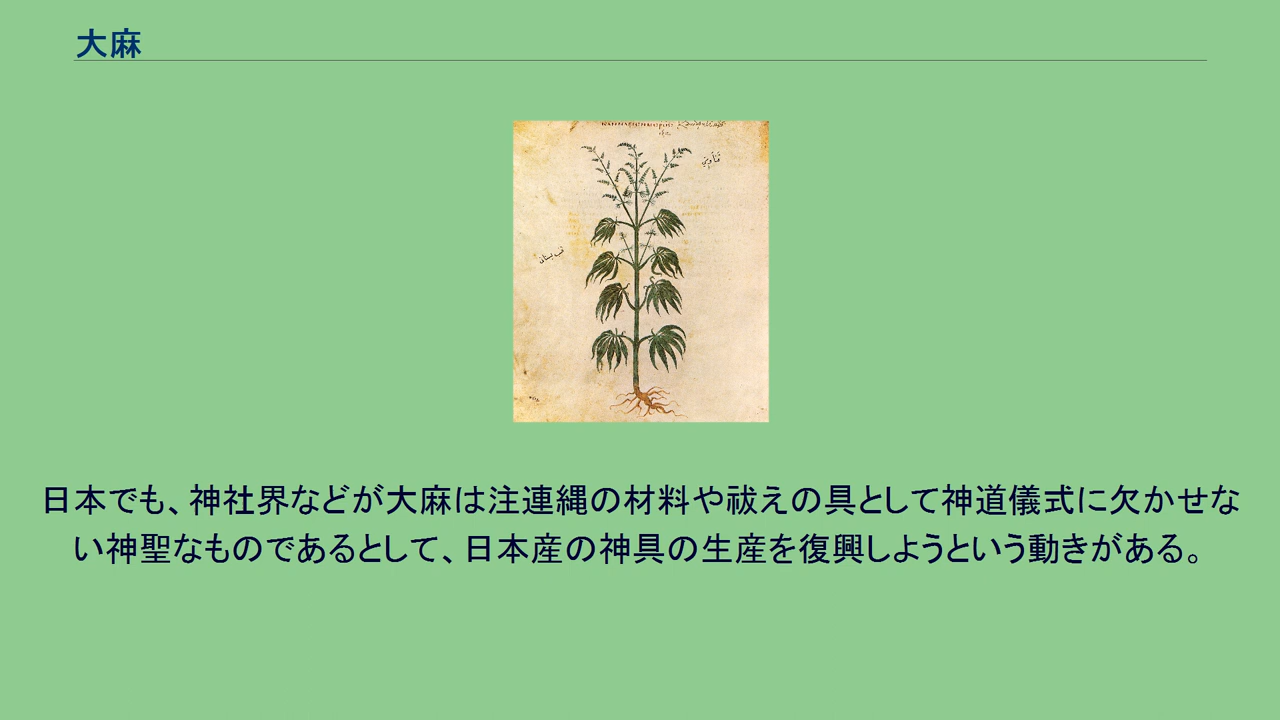 大麻
日本でも、神社界などが大麻は注連縄の材料や祓えの具として神道儀式に欠かせな
い神聖なものであるとして、日本産の神具の生産を復興しようという動きがある。